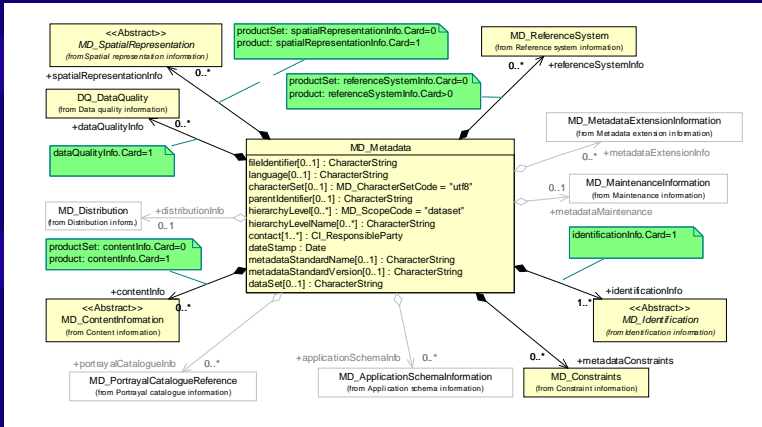 <<Abstract>>
MD_SpatialRepresentation
(from Spatial representation information)
productSet: spatialRepresentationInfo.Card=0
product: spatialRepresentationInfo.Card=1
MD_ReferenceSystem
(from Reference system information)
+spatialRepresentationInfo
0..*
0..*
+referenceSystemInfo
productSet: referenceSystemInfo.Card=0
product: referenceSystemInfo.Card>0
DQ_DataQuality
(from Data quality information)
+dataQualityInfo
0..*
dataQualityInfo.Card=1
MD_MetadataExtensionInformation
(from Metadata extension information)
0..*
+metadataExtensionInfo
MD_Metadata
fileIdentifier[0..1] : CharacterString
language[0..1] : CharacterString
characterSet[0..1] : MD_CharacterSetCode = "utf8"
parentIdentifier[0..1] : CharacterString
hierarchyLevel[0..*] : MD_ScopeCode = "dataset"
hierarchyLevelName[0..*] : CharacterString
contact[1..*] : CI_ResponsibleParty
dateStamp : Date
metadataStandardName[0..1] : CharacterString
metadataStandardVersion[0..1] : CharacterString
dataSet[0..1] : CharacterString
0..1
MD_MaintenanceInformation
(from Maintenance information)
+metadataMaintenance
MD_Distribution
(from Distribution inform.)
+distributionInfo
0..1
productSet: contentInfo.Card=0
product: contentInfo.Card=1
identificationInfo.Card=1
+contentInfo
0..*
<<Abstract>>
MD_ContentInformation
(from Content information)
+identificationInfo
1..*
<<Abstract>>
MD_Identification
(from Identification information)
+portrayalCatalogueInfo
0..*
MD_PortrayalCatalogueReference
(from Portrayal catalogue information)
+applicationSchemaInfo
0..*
MD_ApplicationSchemaInformation
(from Application schema information)
0..*
+metadataConstraints
MD_Constraints
(from Constraint information)